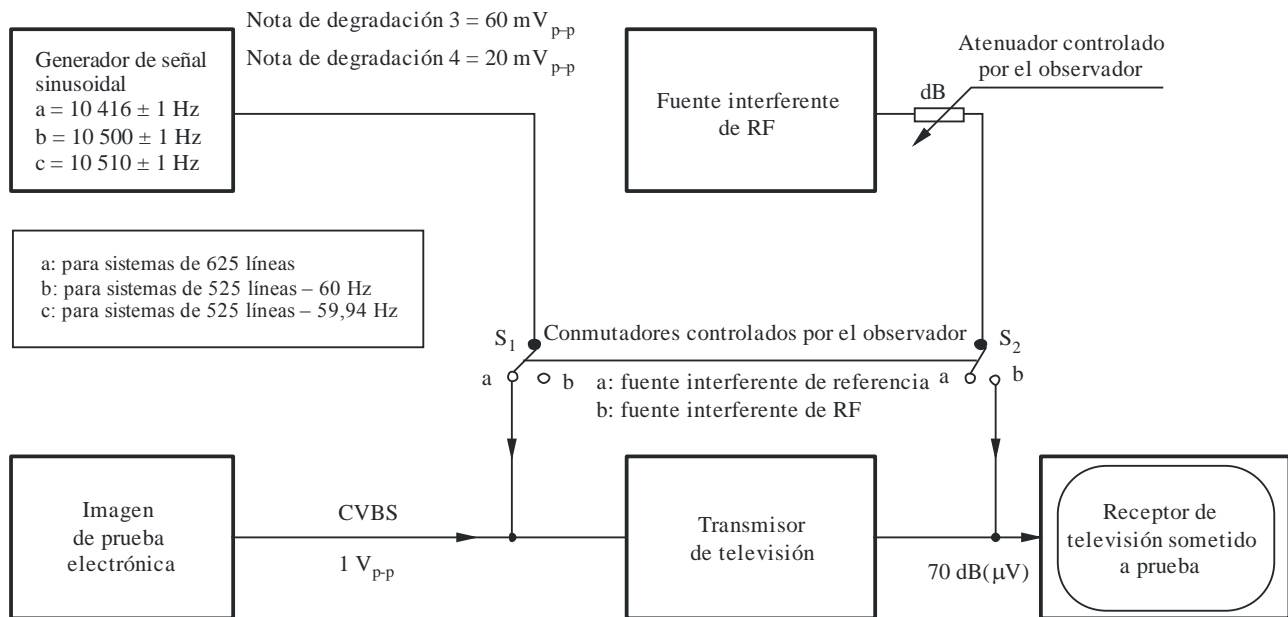 Nota de degradación 3 = 60 mVp–p
Nota de degradación 4 = 20 mVp–p
Generador de señal
sinusoidal
a = 10 416 ± 1 Hz
b = 10 500 ± 1 Hz
c = 10 510 ± 1 Hz
Fuente interferente
de RF
dB
Atenuador controlado
por el observador
a: para sistemas de 625 líneas
b: para sistemas de 525 líneas – 60 Hz
c: para sistemas de 525 líneas – 59,94 Hz
S1
Conmutadores controlados por el observador
S2
a
b
a: fuente interferente de referencia
b: fuente interferente de RF
a
b
Imagen
de prueba
electrónica
CVBS
1 Vp-p
Transmisor
de televisión
70 dB(µV)
Receptor de
televisión sometido
a prueba